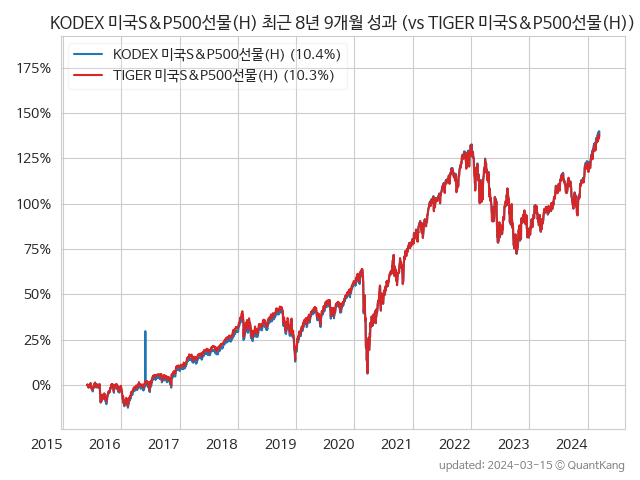 KODEX 미국S&P500선물(H) 최근 8년 9개월 성과 (vs TIGER 미국S&P500선물(H))
KODEX 미국S&P500선물(H) (10.4%)
TIGER 미국S&P500선물(H) (10.3%)
175%
150%
125%
100%
75%
50%
25%
0%
2015 2016 2017 2018 2019 2020 2021 2022 2023 2024
updated: 2024-03-15 © QuantKang